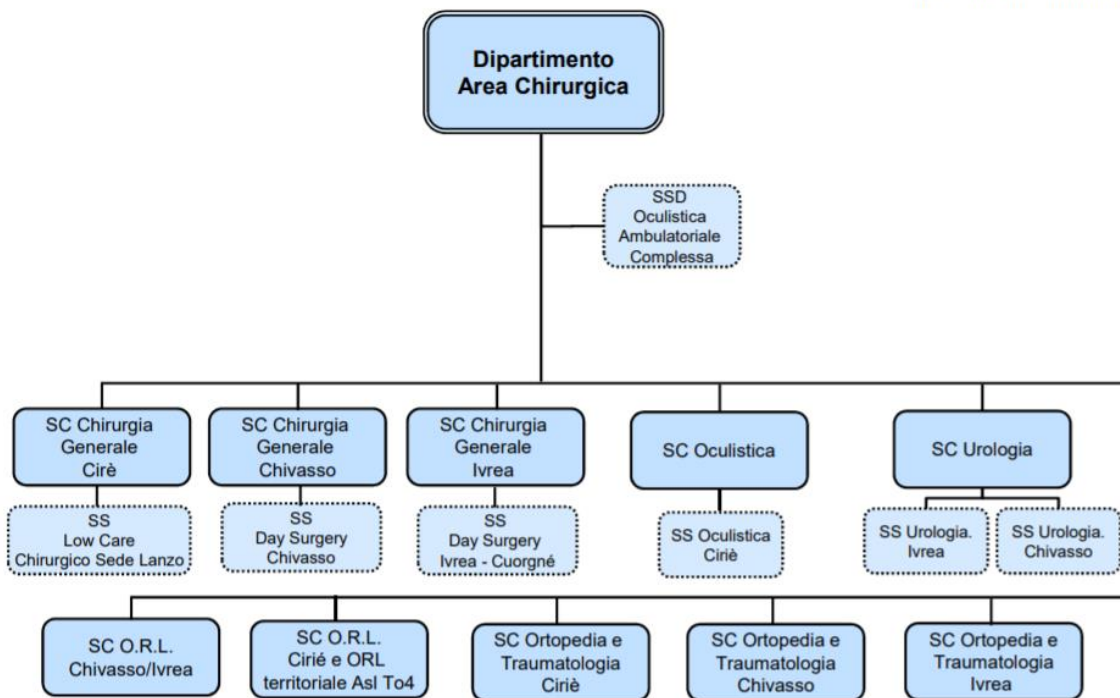 Dipartimento
Area Chirurgica
SSD
Oculistica
Ambulatoriale
Complessa
SC Chirurgia
Generale
Cirè
SC Chirurgia
Generale
Chivasso
SC Chirurgia
Generale
Ivrea
SC Oculistica
SC Urologia
SS
Low Care
Chirurgico Sede Lanzo
SS
Day Surgery
Chivasso
SS
Day Surgery
Ivrea - Cuorgné
SS Oculistica
Ciriè
SS Urologia.
Ivrea
SS Urologia.
Chivasso
SC O.R.L.
Chivasso/Ivrea
SC O.R.L.
Cirié e ORL
territoriale Asl To4
SC Ortopedia e
Traumatologia
Ciriè
SC Ortopedia e
Traumatologia
Chivasso
SC Ortopedia e
Traumatologia
Ivrea